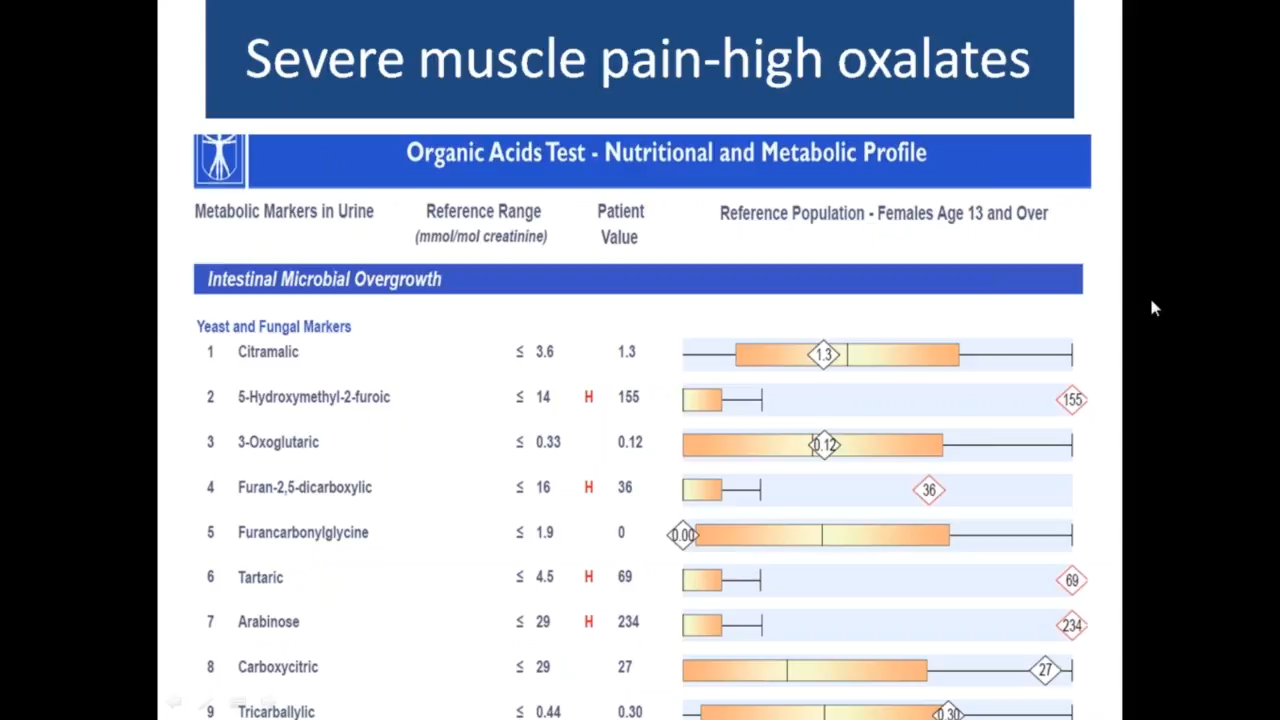 Severe muscle pain-high oxalates
Organic Acids Test - Nutritional and Metabolic Profile
Metabolic Markers in Urine Reference Range Patient Reference Population - Females Age 13 and Over
(mmol/mol creatinine) Value
Intestinal Microbial Overgrowth
Yeast and Fungal Markers
1 Citramalic ≤ 3.6 1.3 1.3
2 5-Hydroxymethyl-2-furoic ≤ 14 H 155 155
3 3-Oxoglutaric ≤ 0.33 0.12 0.12
4 Furan-2,5-dicarboxylic ≤ 16 H 36 36
5 Furancarbonylglycine ≤ 1.9 0 0.00
6 Tartaric ≤ 4.5 H 69 69
7 Arabinose ≤ 29 H 234 234
8 Carboxycitric ≤ 29 27 27
9 Tricarballylic ≤ 0.44 0.30 0.30